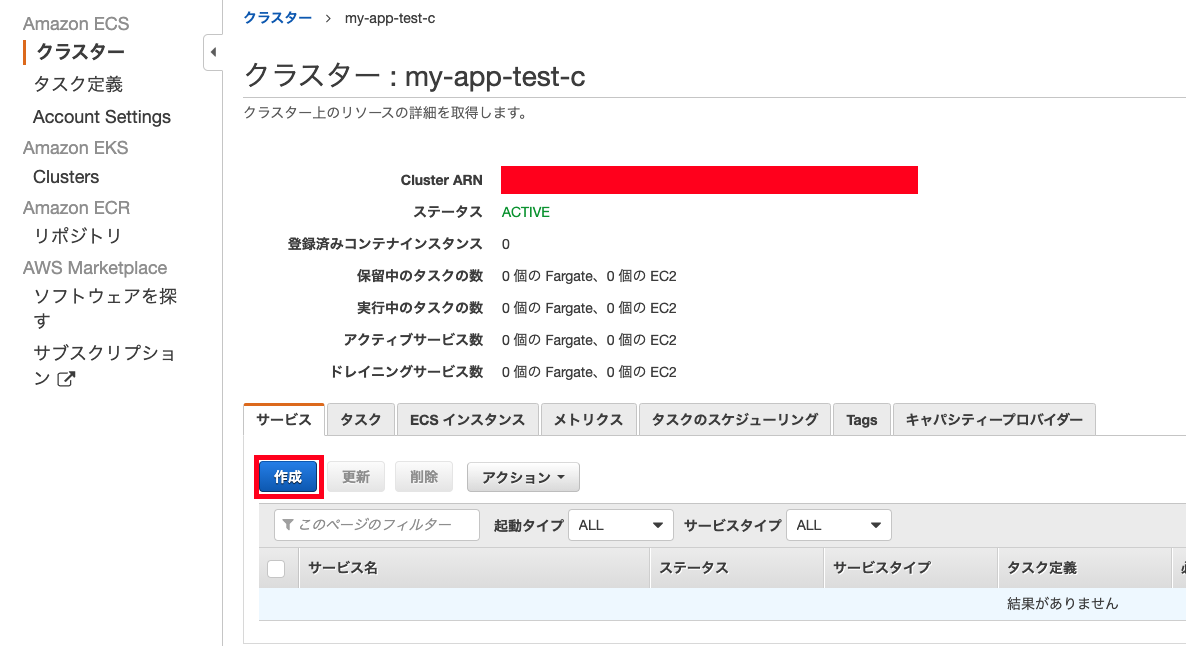 Amazon ECS
クラスター
タスク定義
Account Settings
Amazon EKS
Clusters
Amazon ECR
リポジトリ
AWS Marketplace
ソフトウェアを探
す
サブスクリプショ
ン
クラスター > my-app-test-c
クラスター : my-app-test-c
クラスター上のリソースの詳細を取得します。
Cluster ARN
ステータス ACTIVE
登録済みコンテナインスタンス 0
保留中のタスクの数 0 個の Fargate、0 個の EC2
実行中のタスクの数 0 個の Fargate、0 個の EC2
アクティブサービス数 0 個の Fargate、0 個の EC2
ドレイニングサービス数 0 個の Fargate、0 個の EC2
サービス タスク ECS インスタンス メトリクス タスクのスケジューリング Tags キャパシティープロバイダー
作成 更新 削除 アクション
このページのフィルター 起動タイプ ALL サービスタイプ ALL
サービス名 ステータス サービスタイプ タスク定義
結果がありません